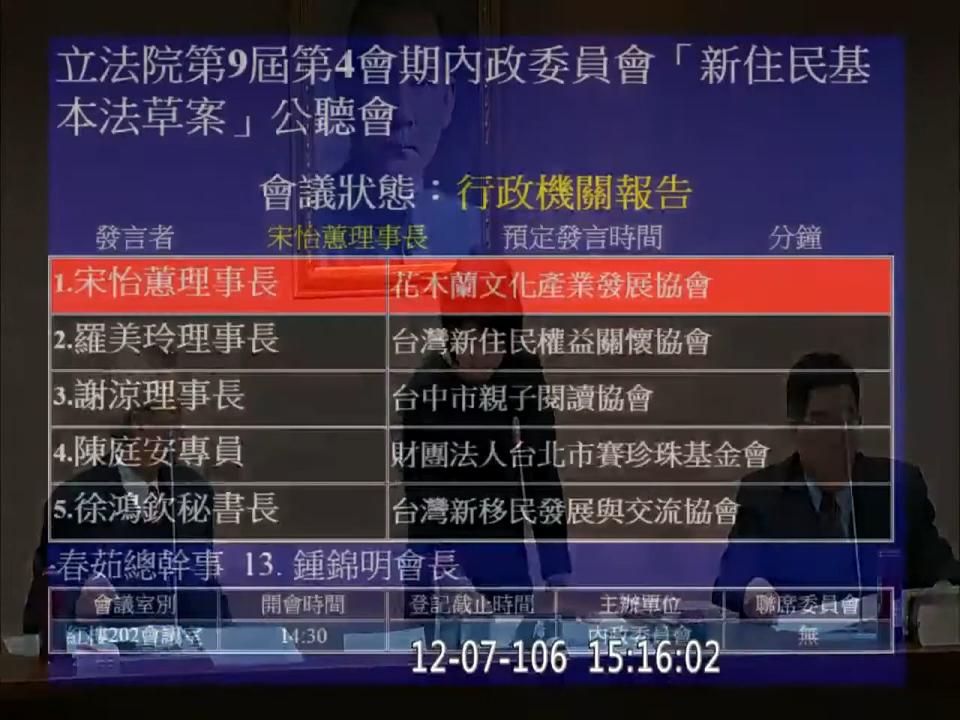 立法院第9屆第4會期內政委員會「新住民基
本法草案」公聽會
會議狀態：行政機關報告
發言者 宋怡蕙理事長 預定發言時間 分鐘
1.宋怡蕙理事長 花木蘭文化產業發展協會
2.羅美玲理事長 台灣新住民權益關懷協會
3.謝涼理事長 台中市親子閱讀協會
4.陳庭安專員 財團法人台北市賽珍珠基金會
5.徐鴻欽秘書長 台灣新移民發展與交流協會
春茹總幹事 13. 鍾錦明會長
會議室別 開會時間 登記截止時間 主辦單位 聯席委員會
紅樓202會議室 14:30 內政委員會 無
12-07-106 15:16:02